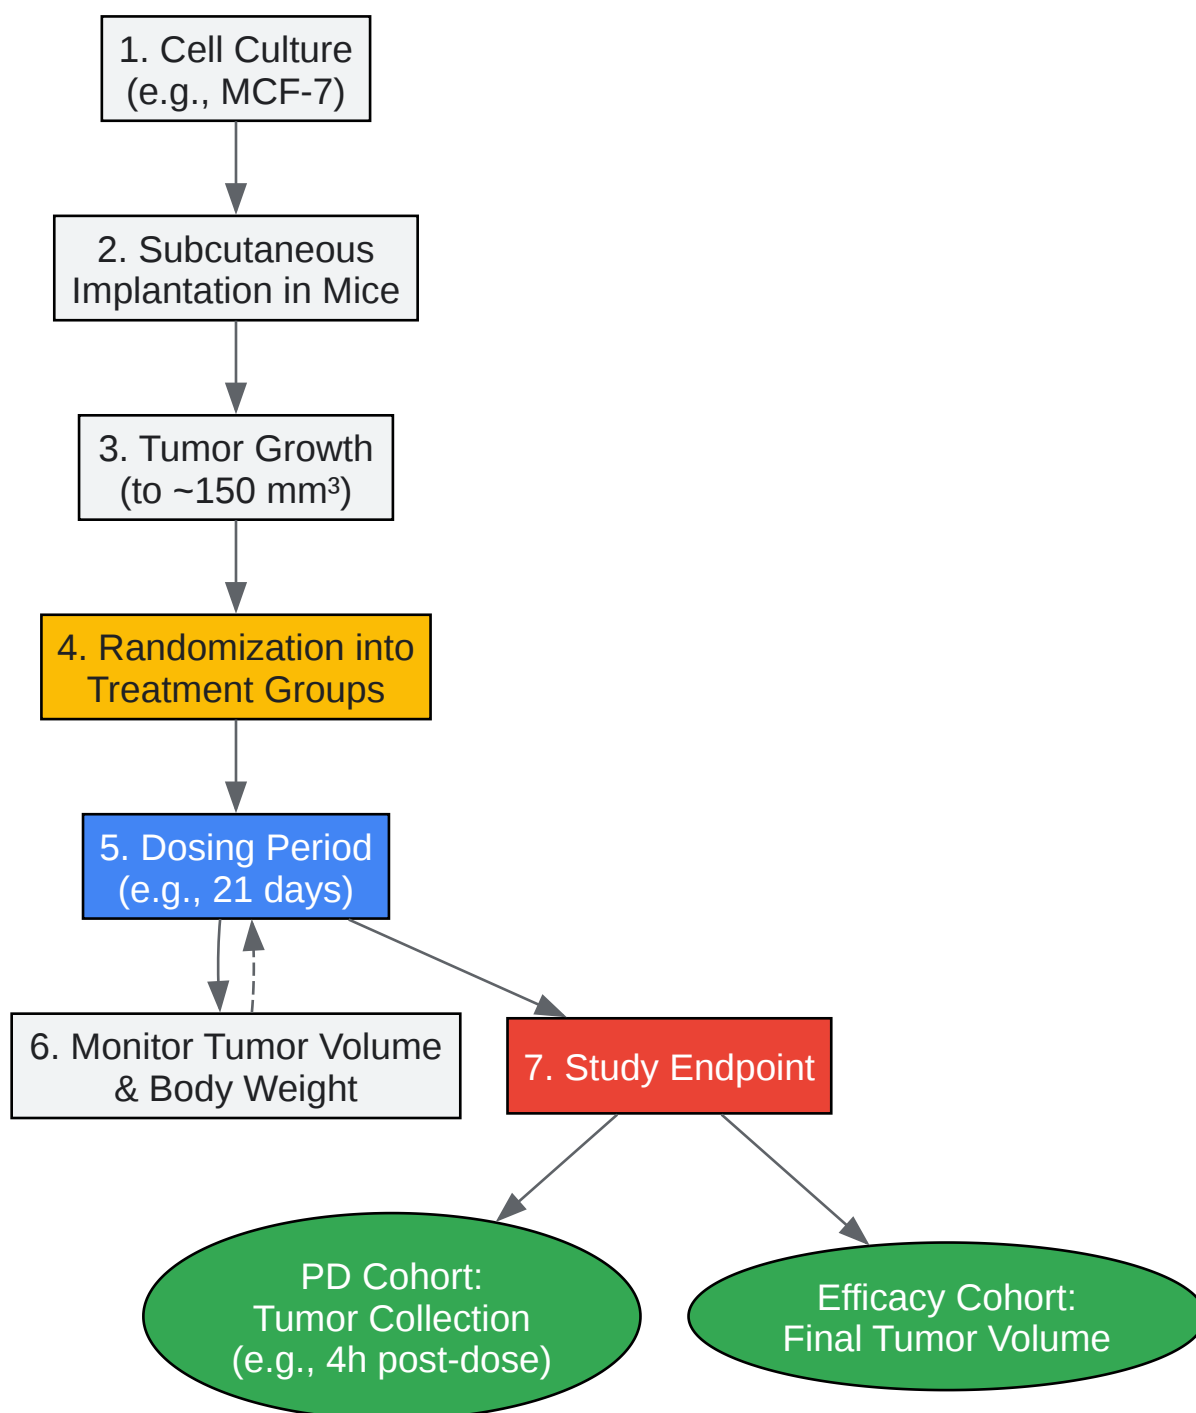 1. Cell Culture
(e.g., MCF-7)
2. Subcutaneous
Implantation in Mice
3. Tumor Growth
(to ~150 mm³)
4. Randomization into
Treatment Groups
5. Dosing Period
(e.g., 21 days)
6. Monitor Tumor Volume
& Body Weight
7. Study Endpoint
PD Cohort:
Tumor Collection
(e.g., 4h post-dose)
Efficacy Cohort:
Final Tumor Volume